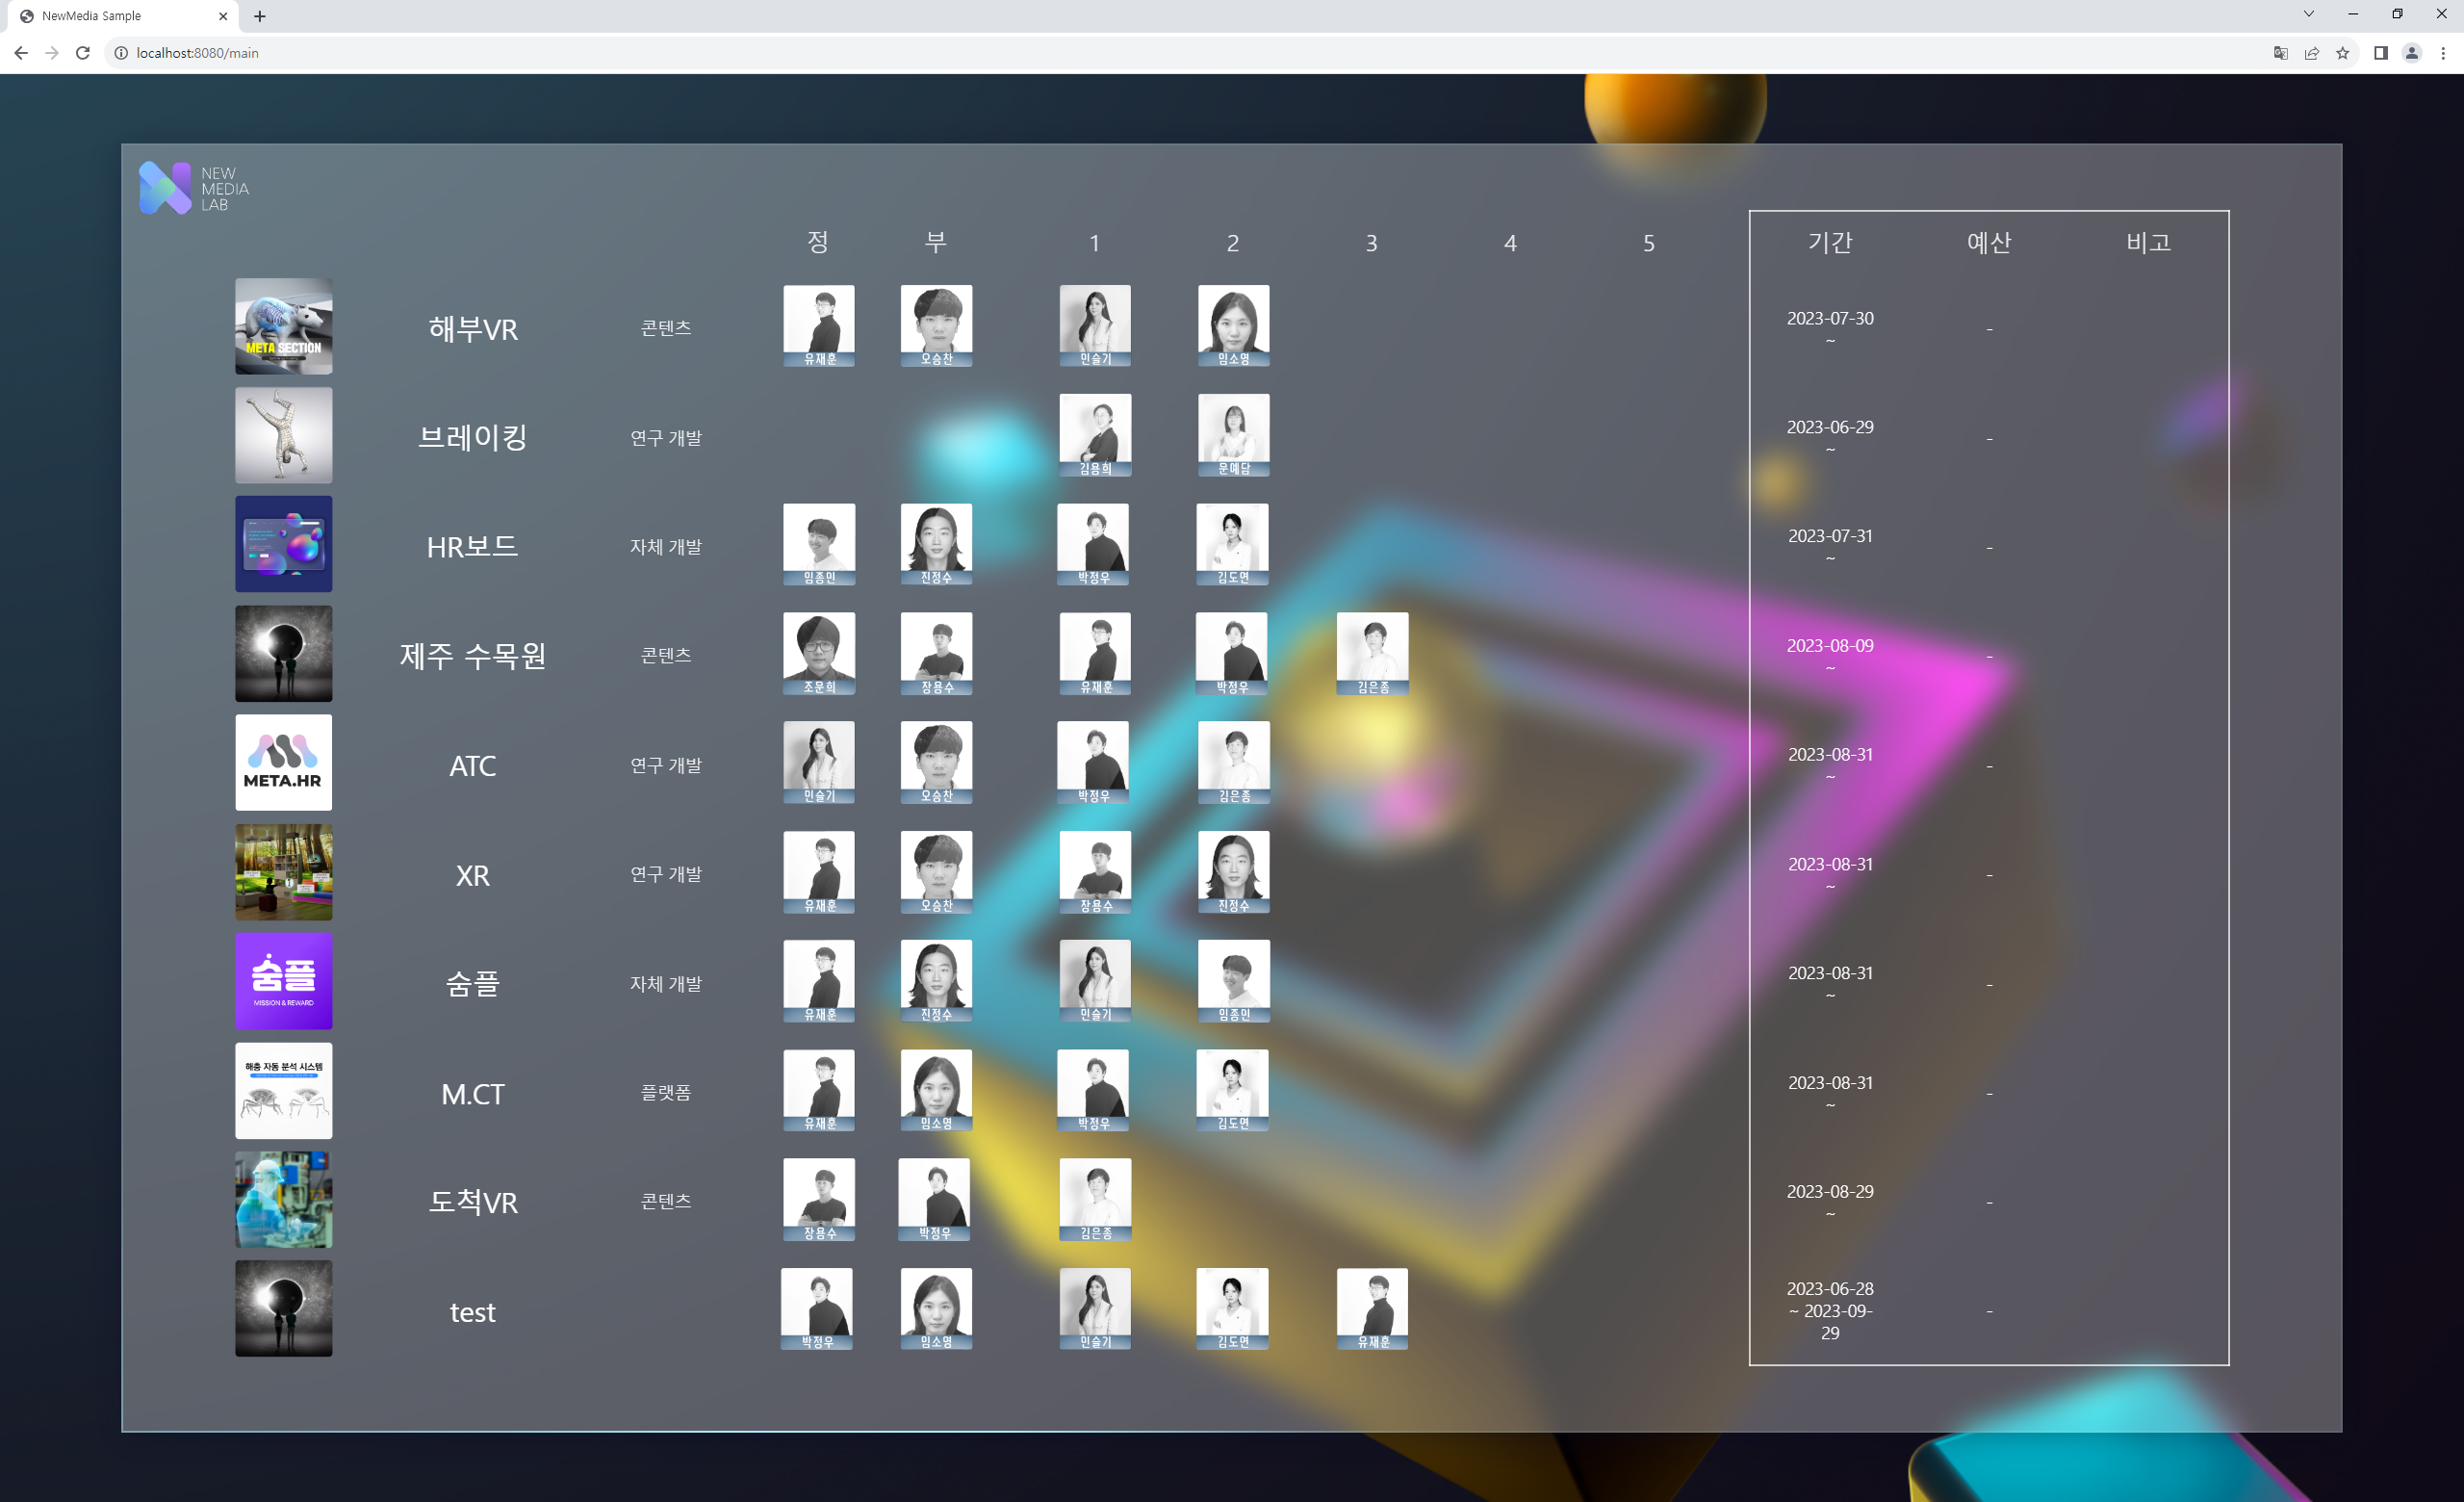 NewMedia Sample
localhost:8080/main
NEW
MEDIA
LAB
정 부 1 2 3 4 5 기간 예산 비고
META SECTION
해부VR 콘텐츠 유재훈 오승찬 민슬기 임소영 2023-07-30 ~ -
브레이킹 연구 개발 김용희 문예담 2023-06-29 ~ -
HR보드 자체 개발 임종민 진정수 박정우 김도연 2023-07-31 ~ -
제주 수목원 콘텐츠 조문희 장용수 유재훈 박정우 김은종 2023-08-09 ~ -
META.HR
ATC 연구 개발 민슬기 오승찬 박정우 김은종 2023-08-31 ~ -
XR 연구 개발 유재훈 오승찬 장용수 진정수 2023-08-31 ~ -
숨플
MISSION & REWARD
숨플 자체 개발 유재훈 진정수 민슬기 임종민 2023-08-31 ~ -
해충 자동 분석 시스템
M.CT 플랫폼 유재훈 임소영 박정우 김도연 2023-08-31 ~ -
도척VR 콘텐츠 장용수 박정우 김은종 2023-08-29 ~ -
test 박정우 임소영 민슬기 김도연 유재훈 2023-06-28
~ 2023-09-
29 -